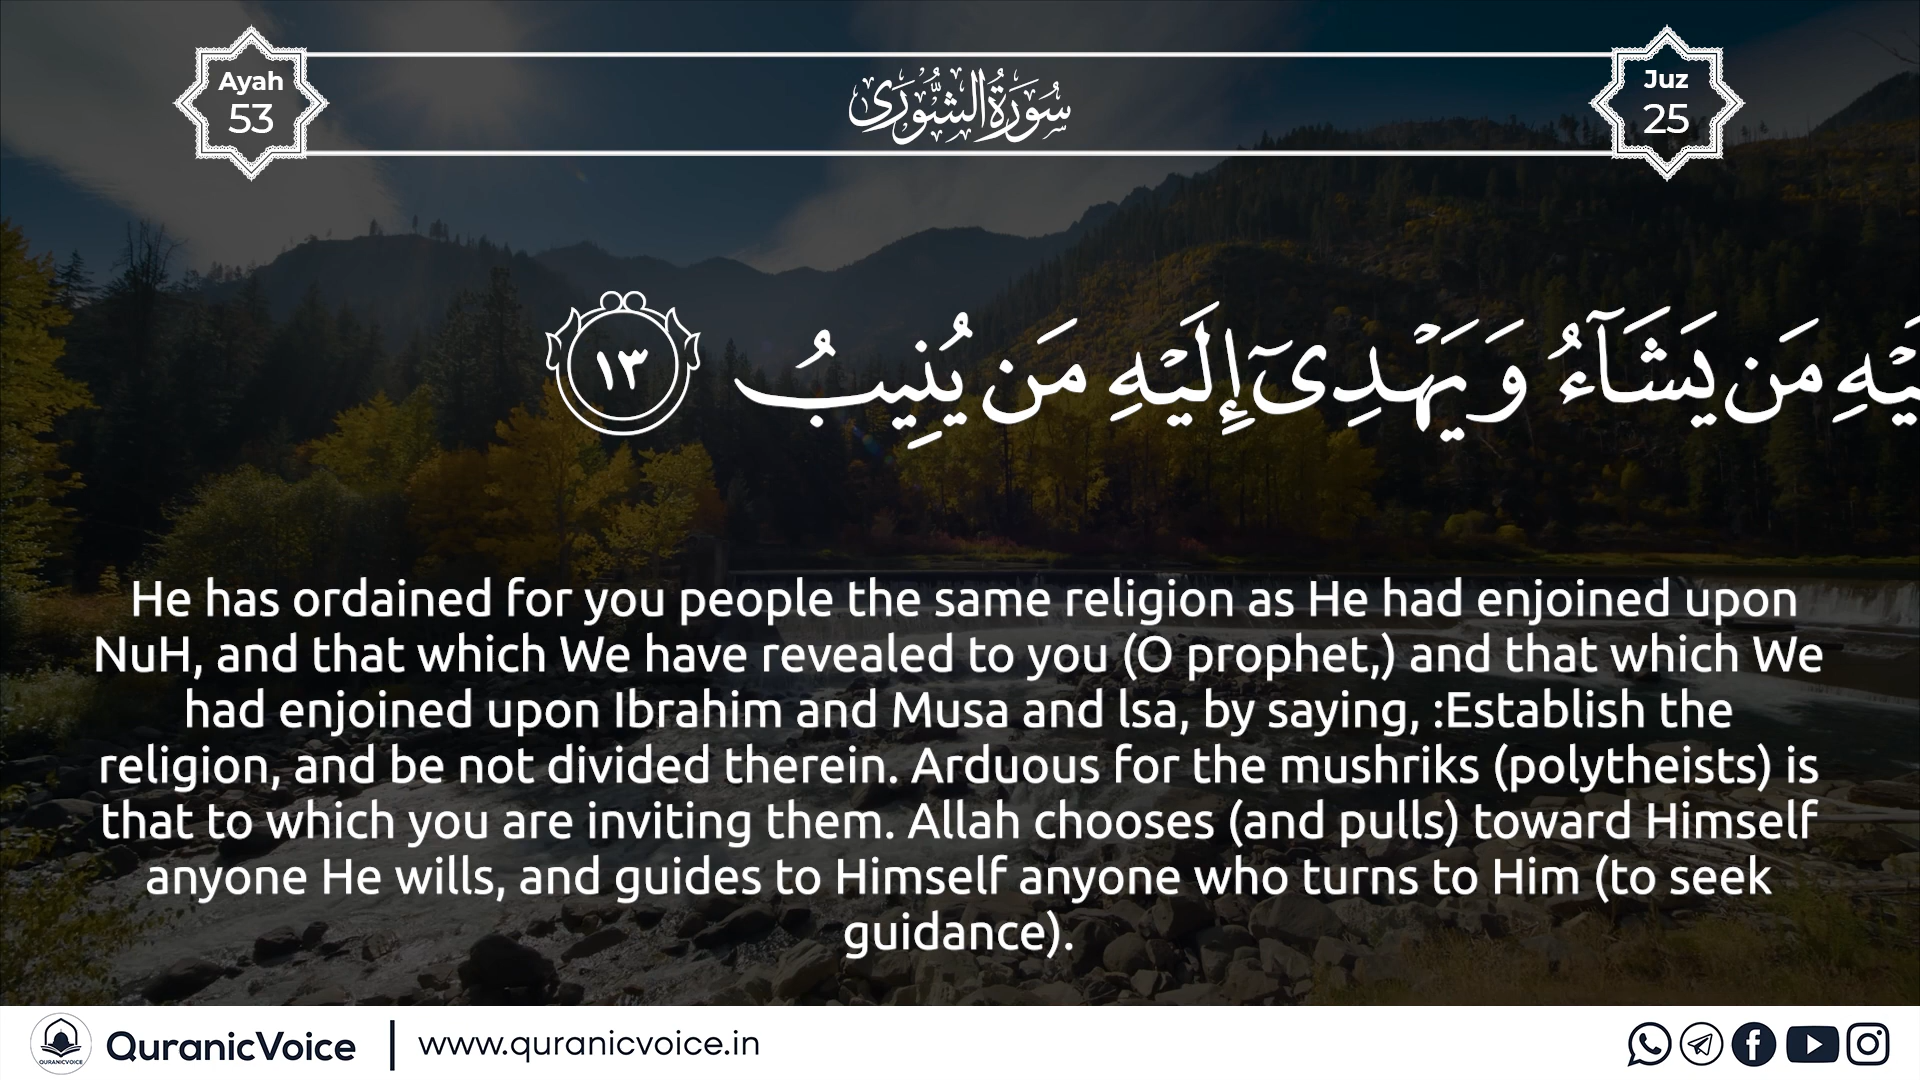 Ayah
53
سُورَةُ الشُّورَى
Juz
25
يْهِ مَن يَشَآءُ وَيَهْدِىٓ إِلَيْهِ مَن يُنِيبُ ١٣
He has ordained for you people the same religion as He had enjoined upon
NuH, and that which We have revealed to you (O prophet,) and that which We
had enjoined upon Ibrahim and Musa and lsa, by saying, :Establish the
religion, and be not divided therein. Arduous for the mushriks (polytheists) is
that to which you are inviting them. Allah chooses (and pulls) toward Himself
anyone He wills, and guides to Himself anyone who turns to Him (to seek
guidance).
QURANICVOICE
QuranicVoice | www.quranicvoice.in